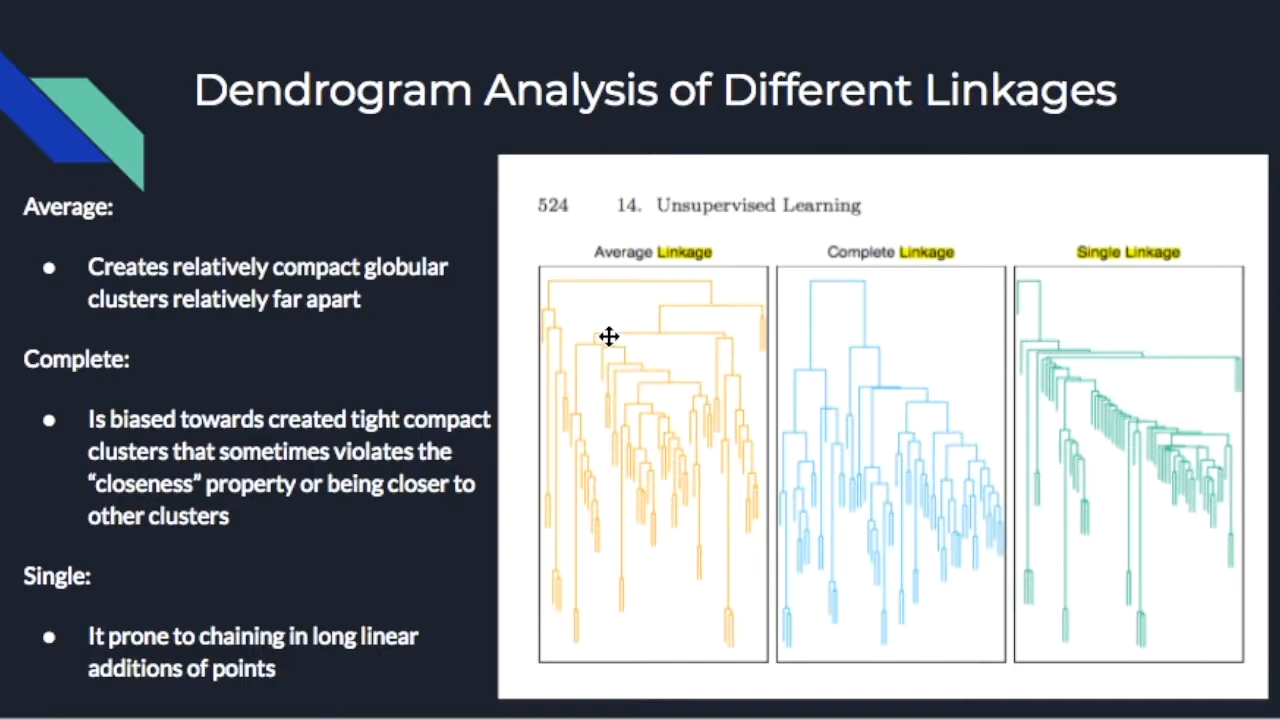 Dendrogram Analysis of Different Linkages
Average:
● Creates relatively compact globular
clusters relatively far apart
Complete:
● Is biased towards created tight compact
clusters that sometimes violates the
“closeness” property or being closer to
other clusters
Single:
● It prone to chaining in long linear
additions of points
524 14. Unsupervised Learning
Average Linkage
Complete Linkage
Single Linkage